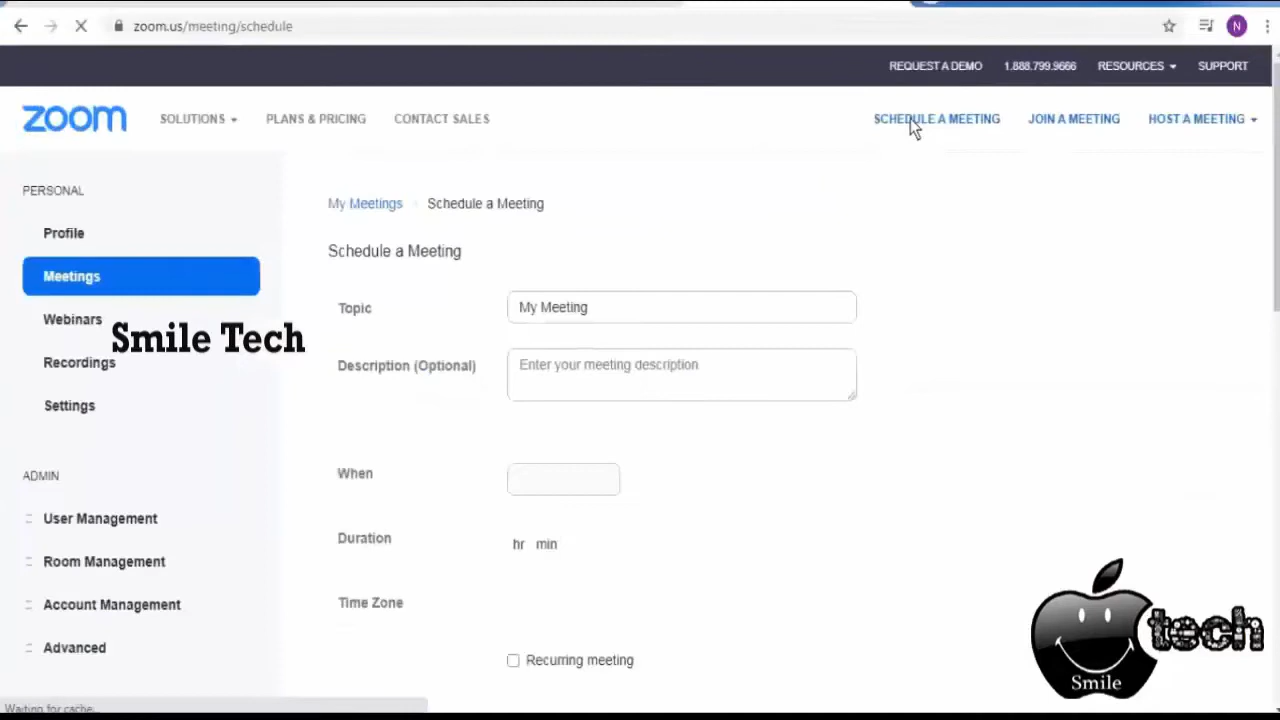 zoom.us/meeting/schedule
N
REQUEST A DEMO 1.888.799.9666 RESOURCES SUPPORT
zoom SOLUTIONS PLANS & PRICING CONTACT SALES SCHEDULE A MEETING JOIN A MEETING HOST A MEETING
PERSONAL
Profile
Meetings
Webinars
Smile Tech
Recordings
Settings
ADMIN
User Management
Room Management
Account Management
Advanced
My Meetings Schedule a Meeting
Schedule a Meeting
Topic My Meeting
Description (Optional) Enter your meeting description
When
Duration hr min
Time Zone
Recurring meeting
tech
Smile
Waiting for cache...